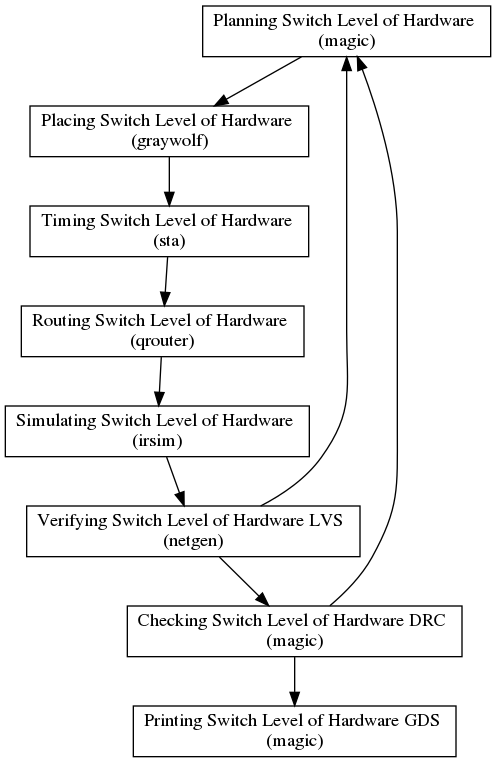 Planning Switch Level of Hardware
(magic)
Placing Switch Level of Hardware
(graywolf)
Timing Switch Level of Hardware
(sta)
Routing Switch Level of Hardware
(qrouter)
Simulating Switch Level of Hardware
(irsim)
Verifying Switch Level of Hardware LVS
(netgen)
Checking Switch Level of Hardware DRC
(magic)
Printing Switch Level of Hardware GDS
(magic)